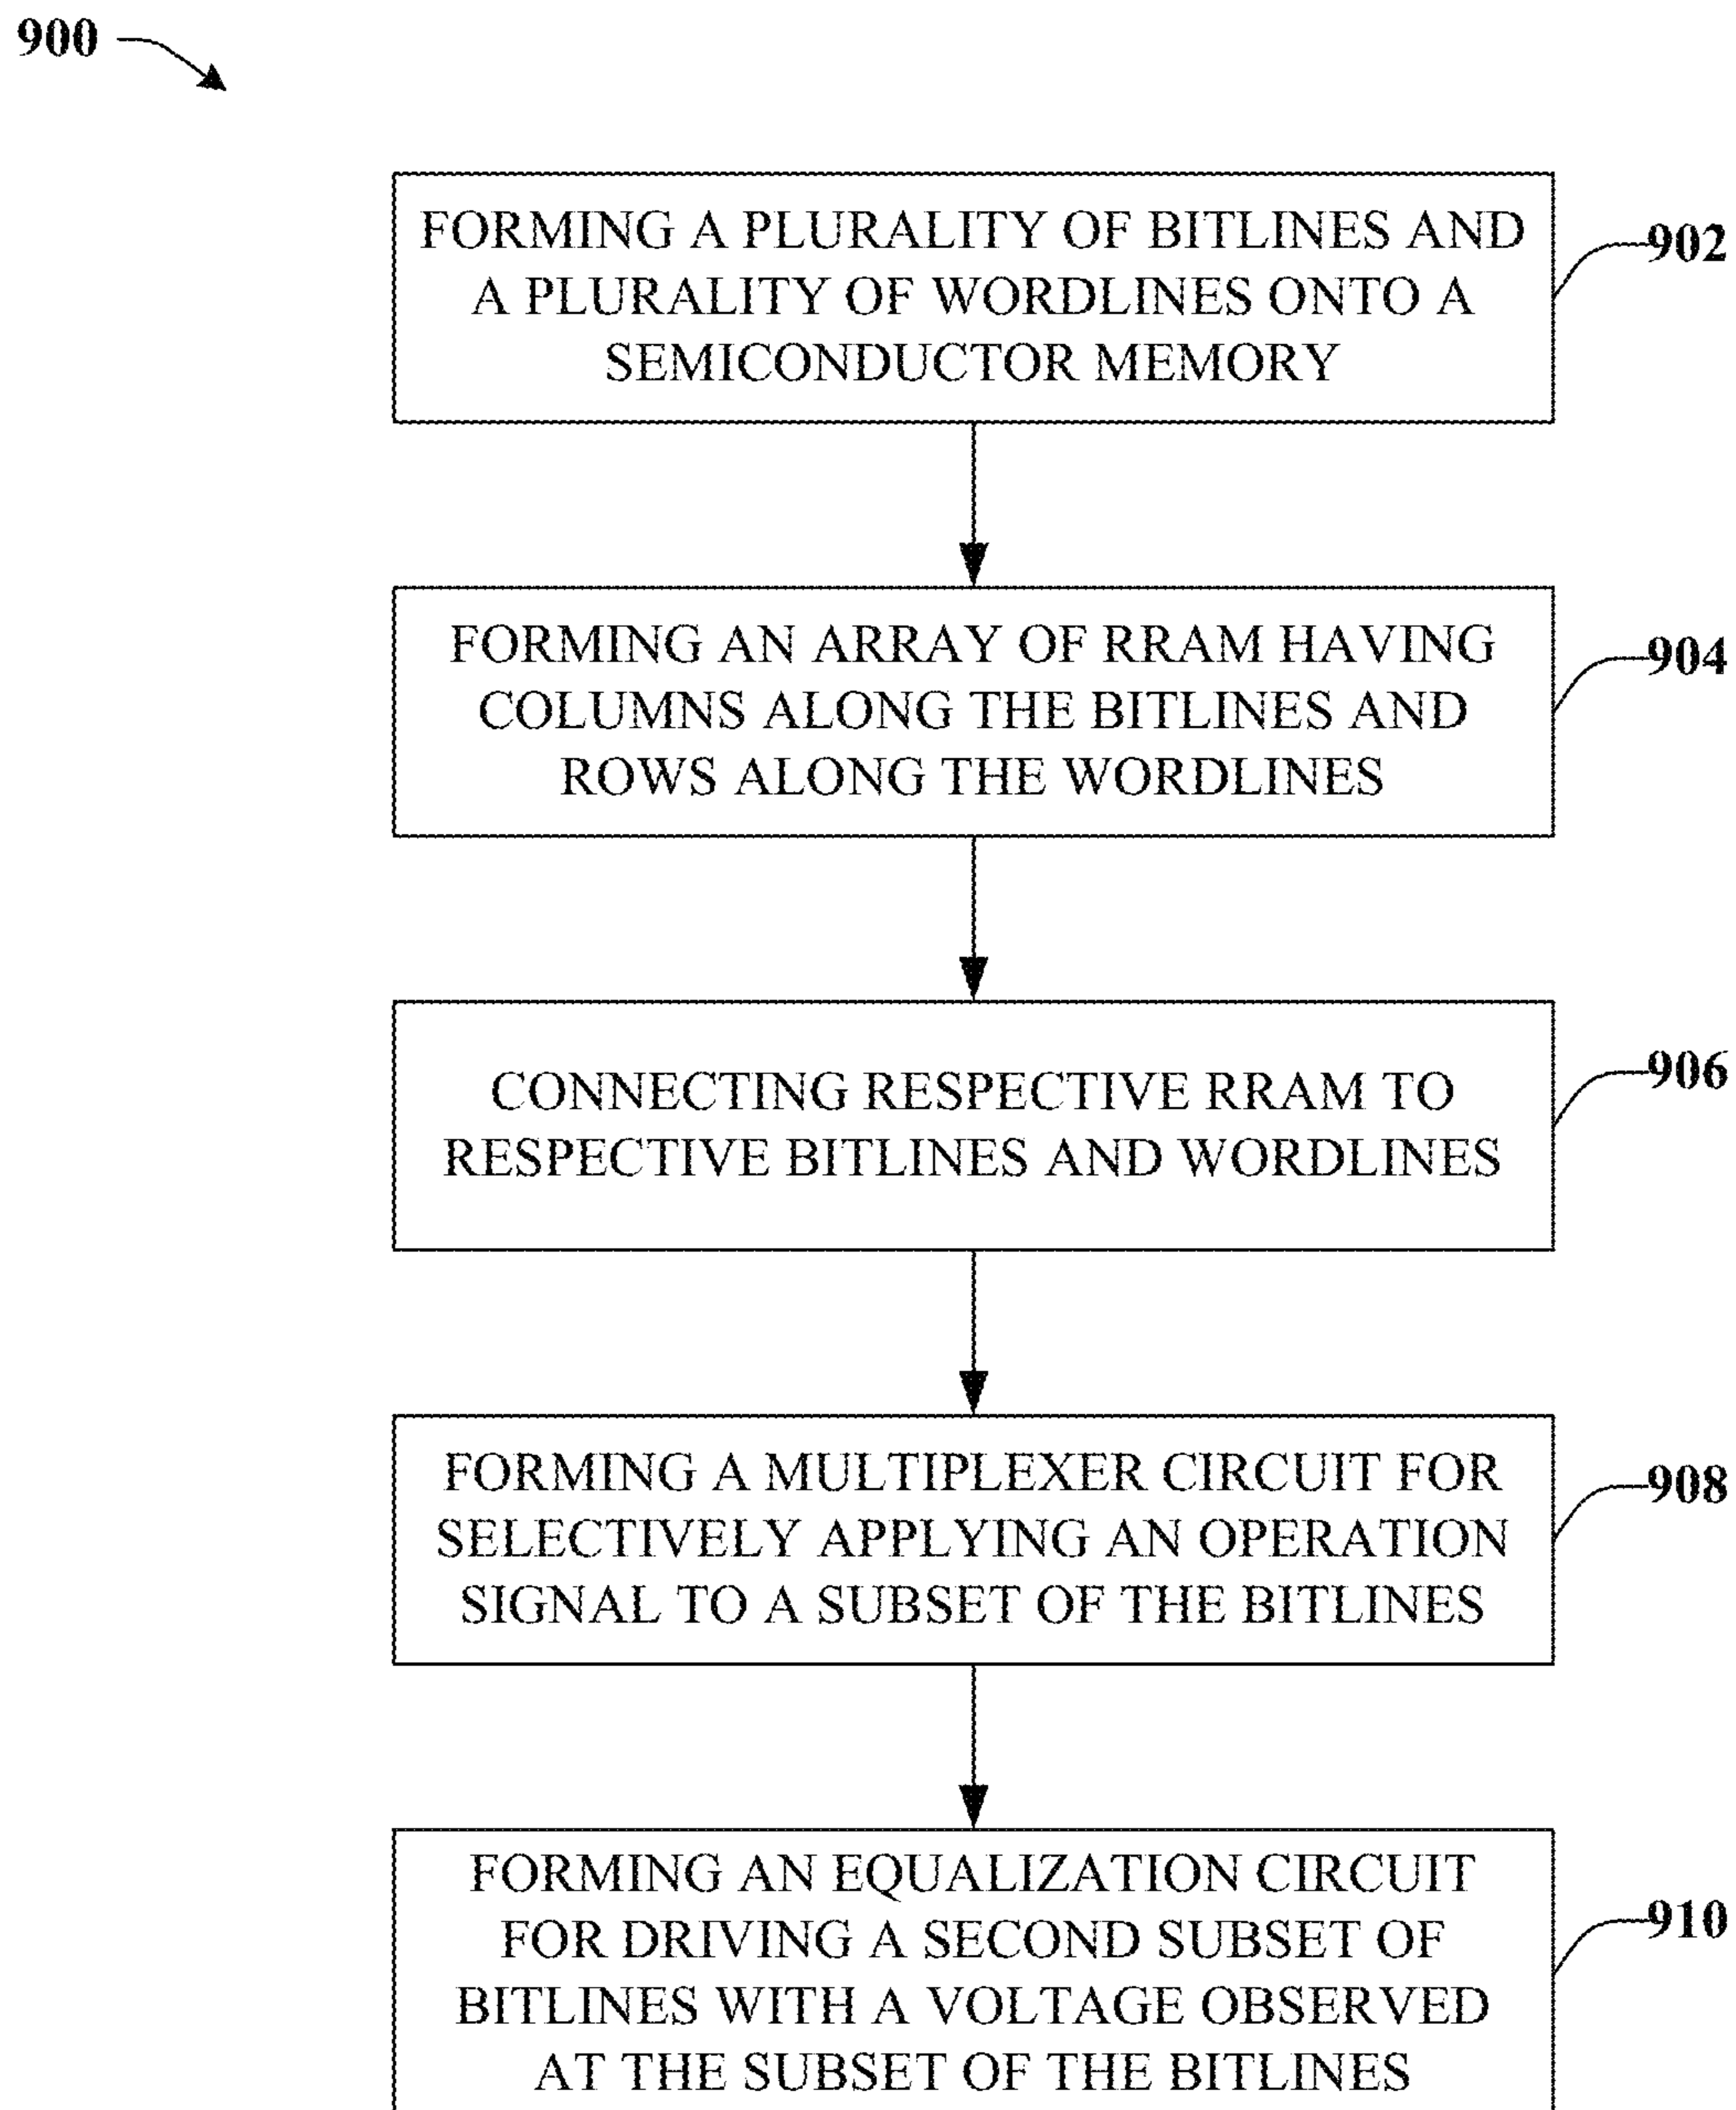 900
FORMING A PLURALITY OF BITLINES AND
A PLURALITY OF WORDLINES ONTO A
SEMICONDUCTOR MEMORY
902
FORMING AN ARRAY OF RRAM HAVING
COLUMNS ALONG THE BITLINES AND
ROWS ALONG THE WORDLINES
904
CONNECTING RESPECTIVE RRAM TO
RESPECTIVE BITLINES AND WORDLINES
906
FORMING A MULTIPLEXER CIRCUIT FOR
SELECTIVELY APPLYING AN OPERATION
SIGNAL TO A SUBSET OF THE BITLINES
908
FORMING AN EQUALIZATION CIRCUIT
FOR DRIVING A SECOND SUBSET OF
BITLINES WITH A VOLTAGE OBSERVED
AT THE SUBSET OF THE BITLINES
910